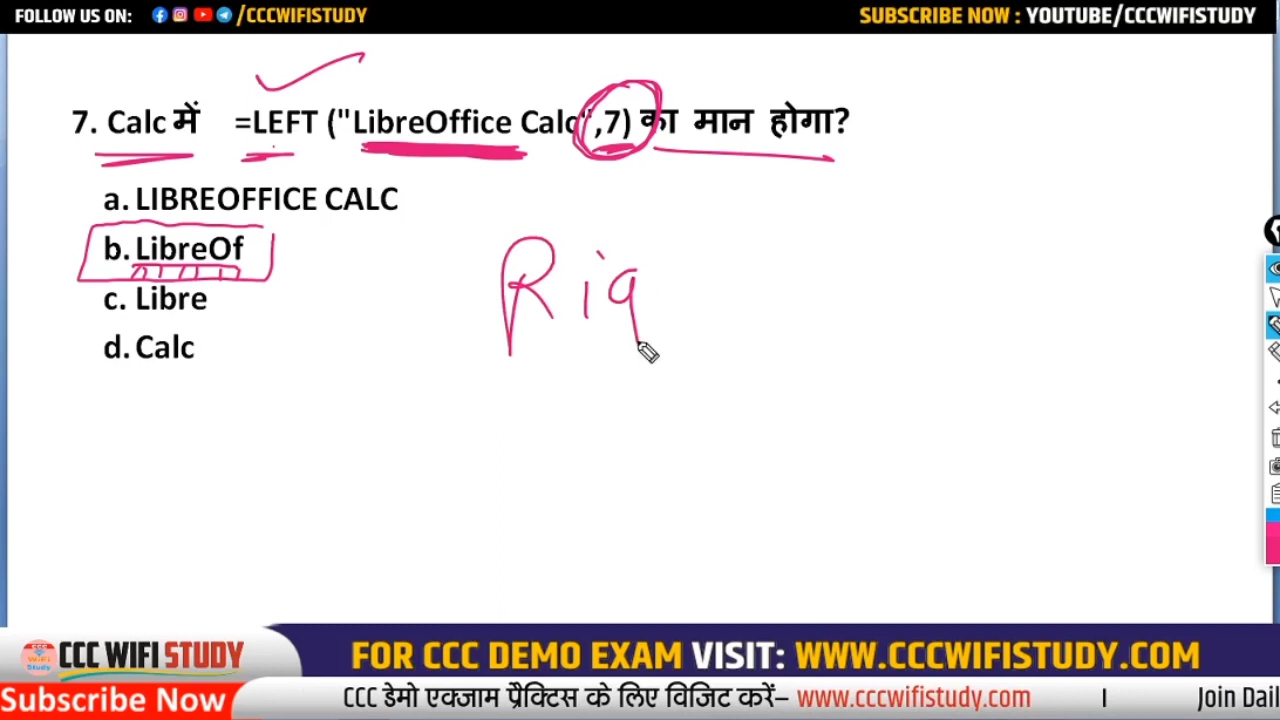 FOLLOW US ON: /CCCWIFISTUDY SUBSCRIBE NOW : YOUTUBE/CCCWIFISTUDY
7. Calc में =LEFT ("LibreOffice Calc",7) का मान होगा?
a. LIBREOFFICE CALC
b. LibreOf
c. Libre
d. Calc
Rig
CCC WIFI STUDY FOR CCC DEMO EXAM VISIT: WWW.CCCWIFISTUDY.COM
Subscribe Now CCC डेमो एक्जाम प्रैक्टिस के लिए विजिट करें– www.cccwifistudy.com I Join Dail